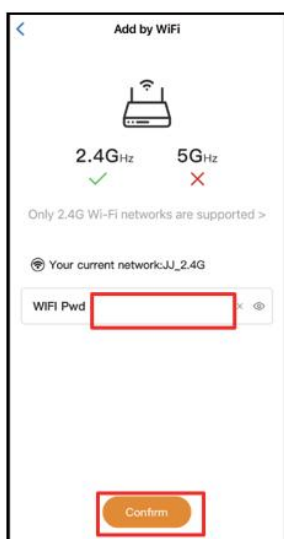 Add by WiFi
2.4GHz 5GHz
Only 2.4G Wi-Fi networks are supported >
Your current network:JJ_2.4G
WIFI Pwd
Confirm